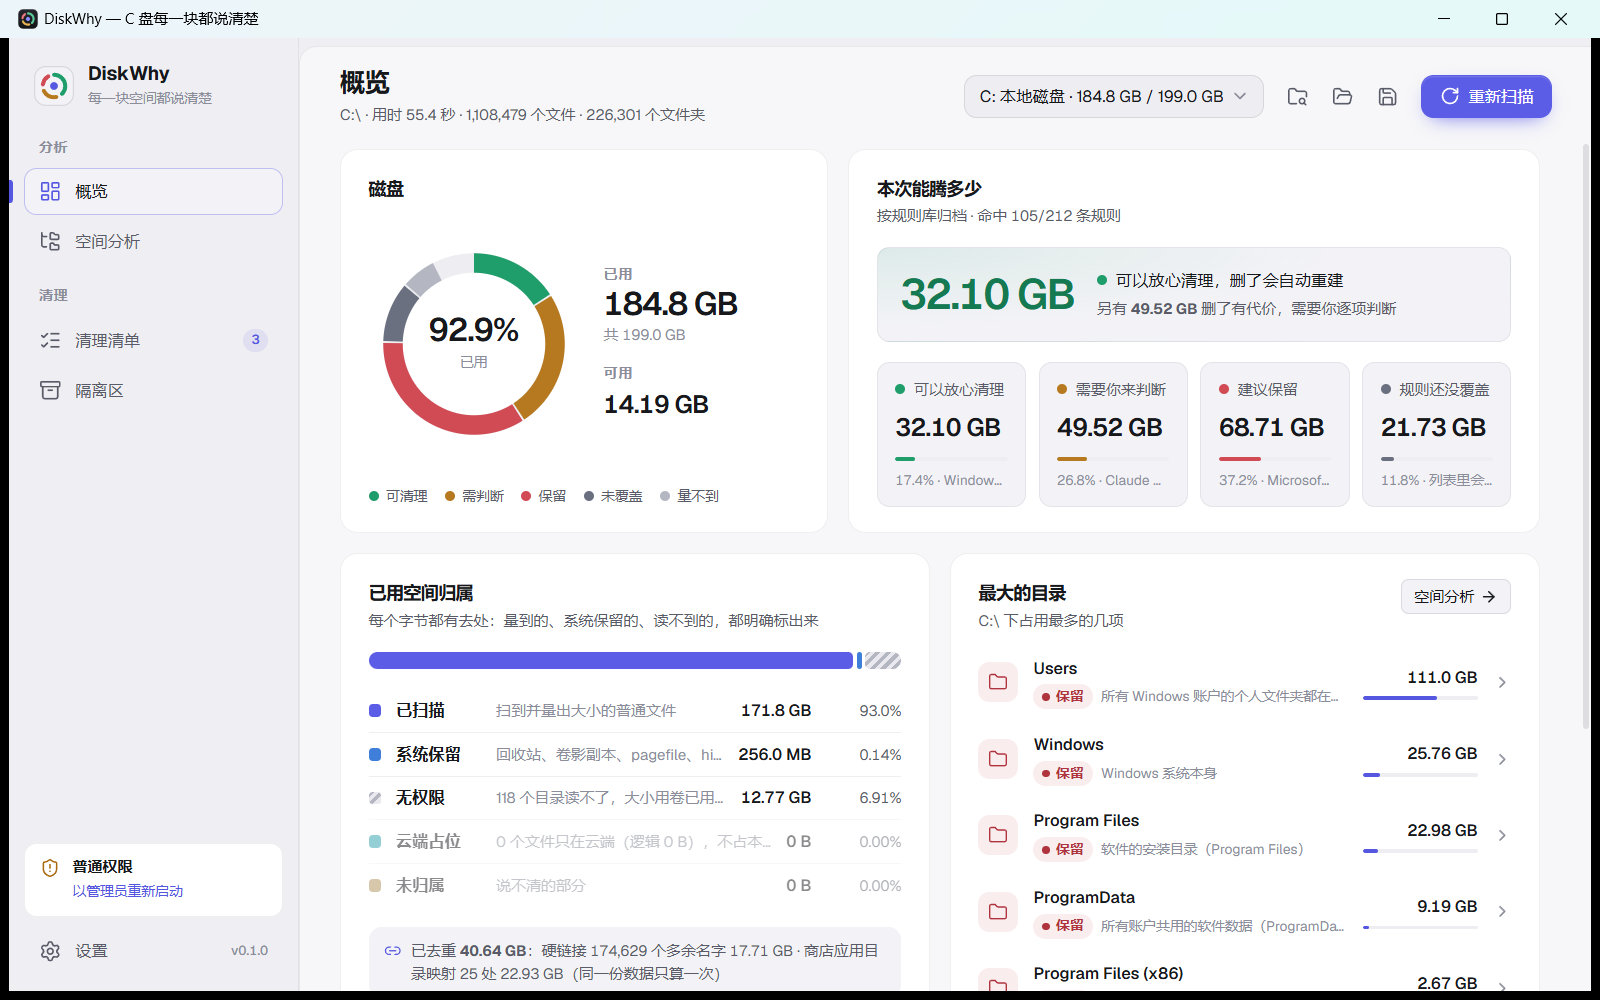 DiskWhy — C 盘每一块都说清楚
DiskWhy
每一块空间都说清楚
分析
概览
空间分析
清理
清理清单
3
隔离区
普通权限
以管理员重新启动
设置
v0.1.0
概览
C:\ · 用时 55.4 秒 · 1,108,479 个文件 · 226,301 个文件夹
C: 本地磁盘 · 184.8 GB / 199.0 GB
重新扫描
磁盘
92.9%
已用
已用
184.8 GB
共 199.0 GB
可用
14.19 GB
可清理
需判断
保留
未覆盖
量不到
本次能腾多少
按规则库归档 · 命中 105/212 条规则
32.10 GB
可以放心清理，删了会自动重建
另有 49.52 GB 删了有代价，需要你逐项判断
可以放心清理
32.10 GB
17.4% · Window...
需要你来判断
49.52 GB
26.8% · Claude ...
建议保留
68.71 GB
37.2% · Microsof...
规则还没覆盖
21.73 GB
11.8% · 列表里会...
已用空间归属
每个字节都有去处：量到的、系统保留的、读不到的，都明确标出来
已扫描 扫到并量出大小的普通文件 171.8 GB 93.0%
系统保留 回收站、卷影副本、pagefile、hi... 256.0 MB 0.14%
无权限 118 个目录读不了，大小用卷已用... 12.77 GB 6.91%
云端占位 0 个文件只在云端（逻辑 0 B），不占本... 0 B 0.00%
未归属 说不清的部分 0 B 0.00%
已去重 40.64 GB：硬链接 174,629 个多余名字 17.71 GB · 商店应用目
录映射 25 处 22.93 GB（同一份数据只算一次）
最大的目录
C:\ 下占用最多的几项
空间分析
Users
保留 所有 Windows 账户的个人文件夹都在...
111.0 GB
Windows
保留 Windows 系统本身
25.76 GB
Program Files
保留 软件的安装目录（Program Files）
22.98 GB
ProgramData
保留 所有账户共用的软件数据（ProgramDa...
9.19 GB
Program Files (x86)
2.67 GB